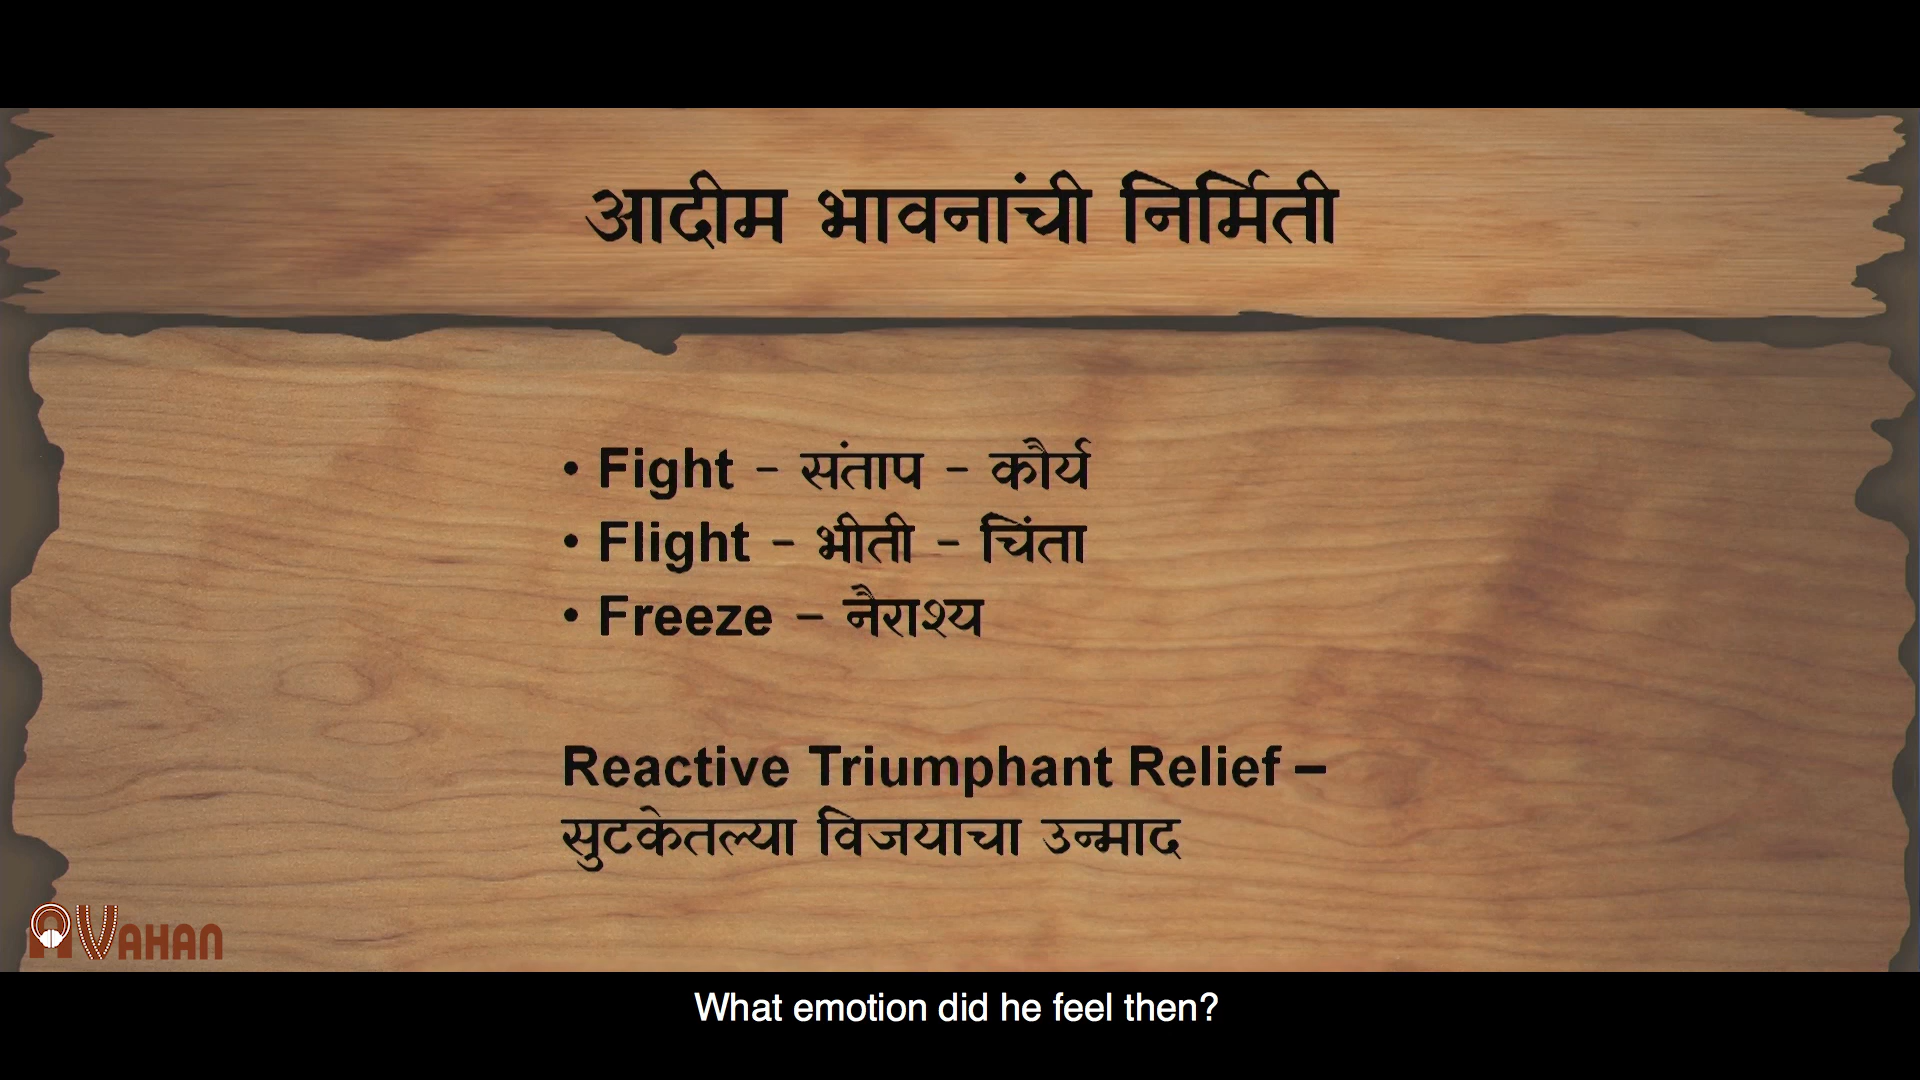 आदीम भावनांची निर्मिती
• Fight – संताप – कौर्य
• Flight – भीती – चिंता
• Freeze – नैराश्य
Reactive Triumphant Relief –
सुटकेतल्या विजयाचा उन्माद
AVAHAN
What emotion did he feel then?